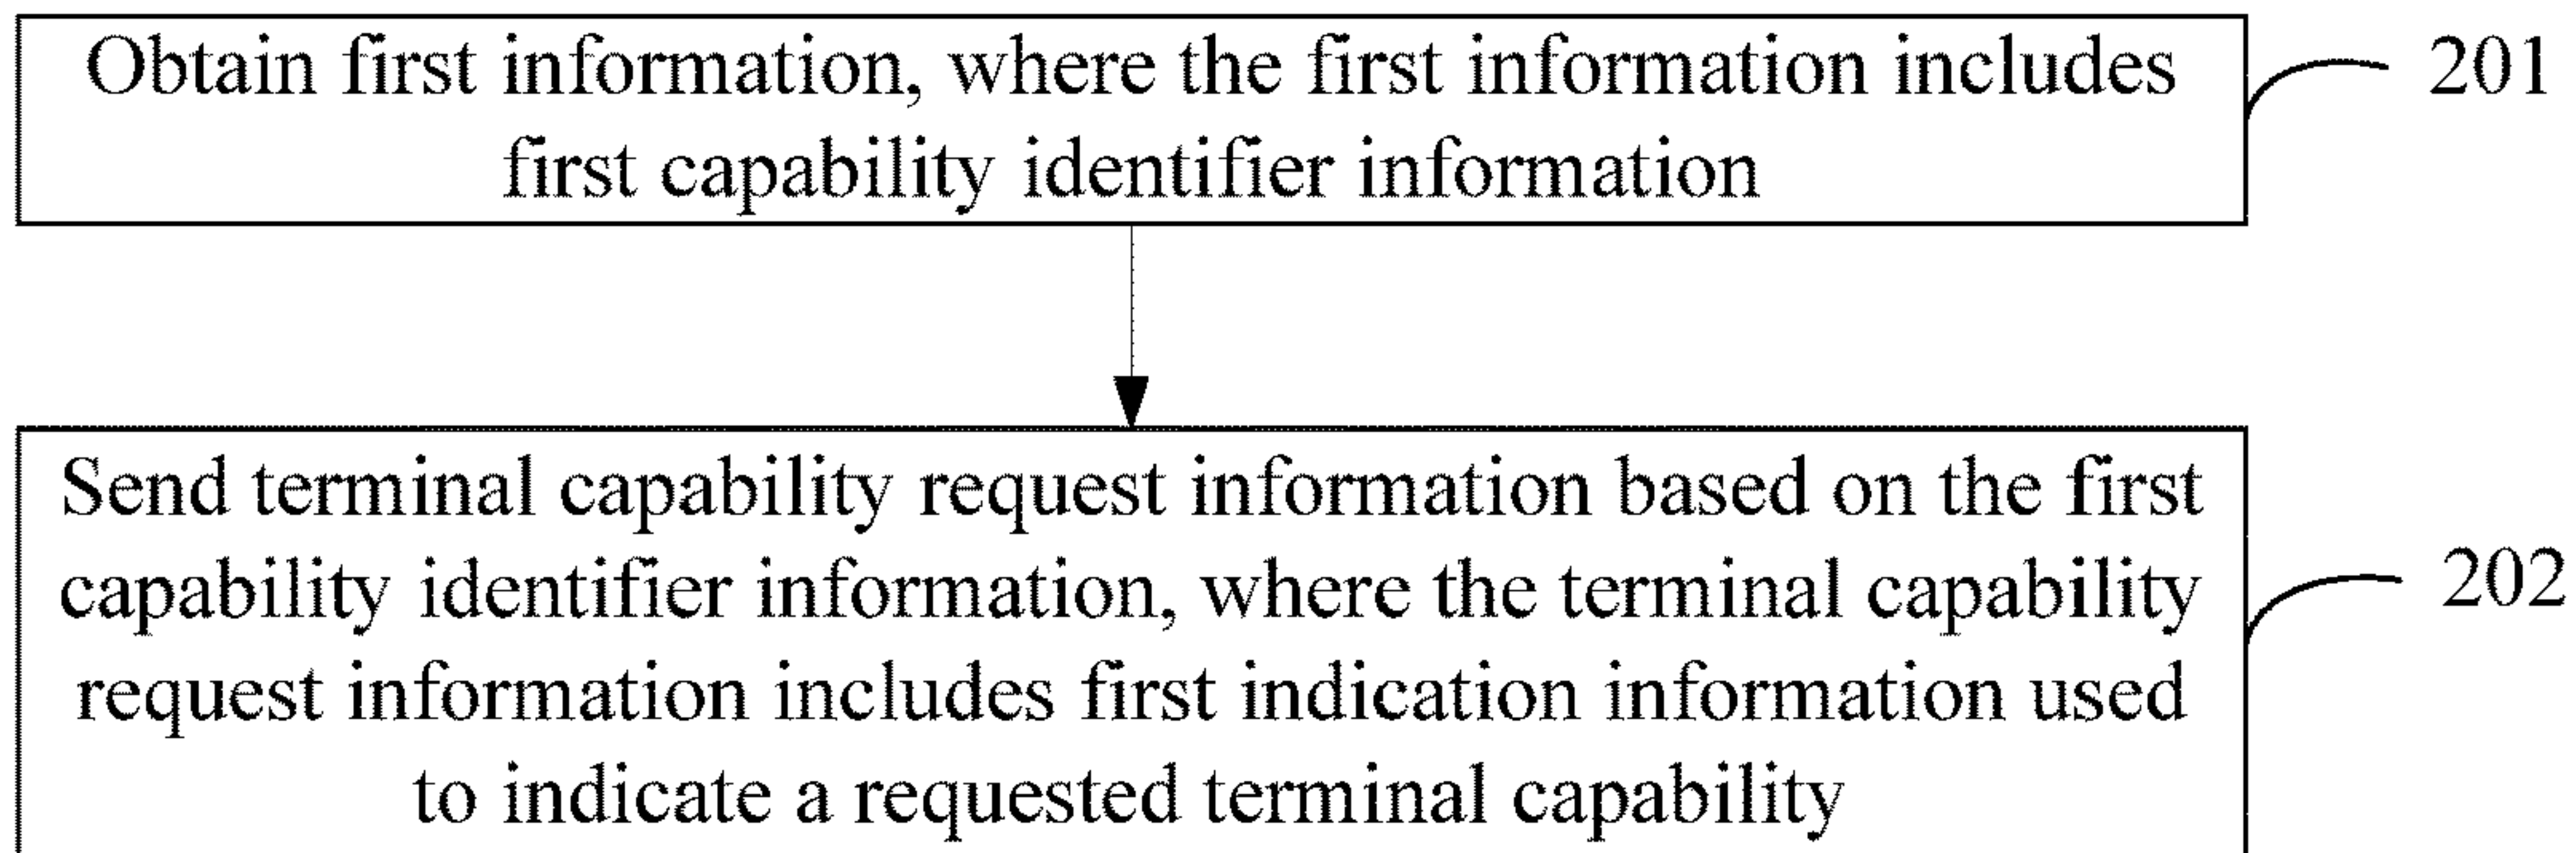 Obtain first information, where the first information includes
first capability identifier information
201
Send terminal capability request information based on the first
capability identifier information, where the terminal capability
request information includes first indication information used
to indicate a requested terminal capability
202